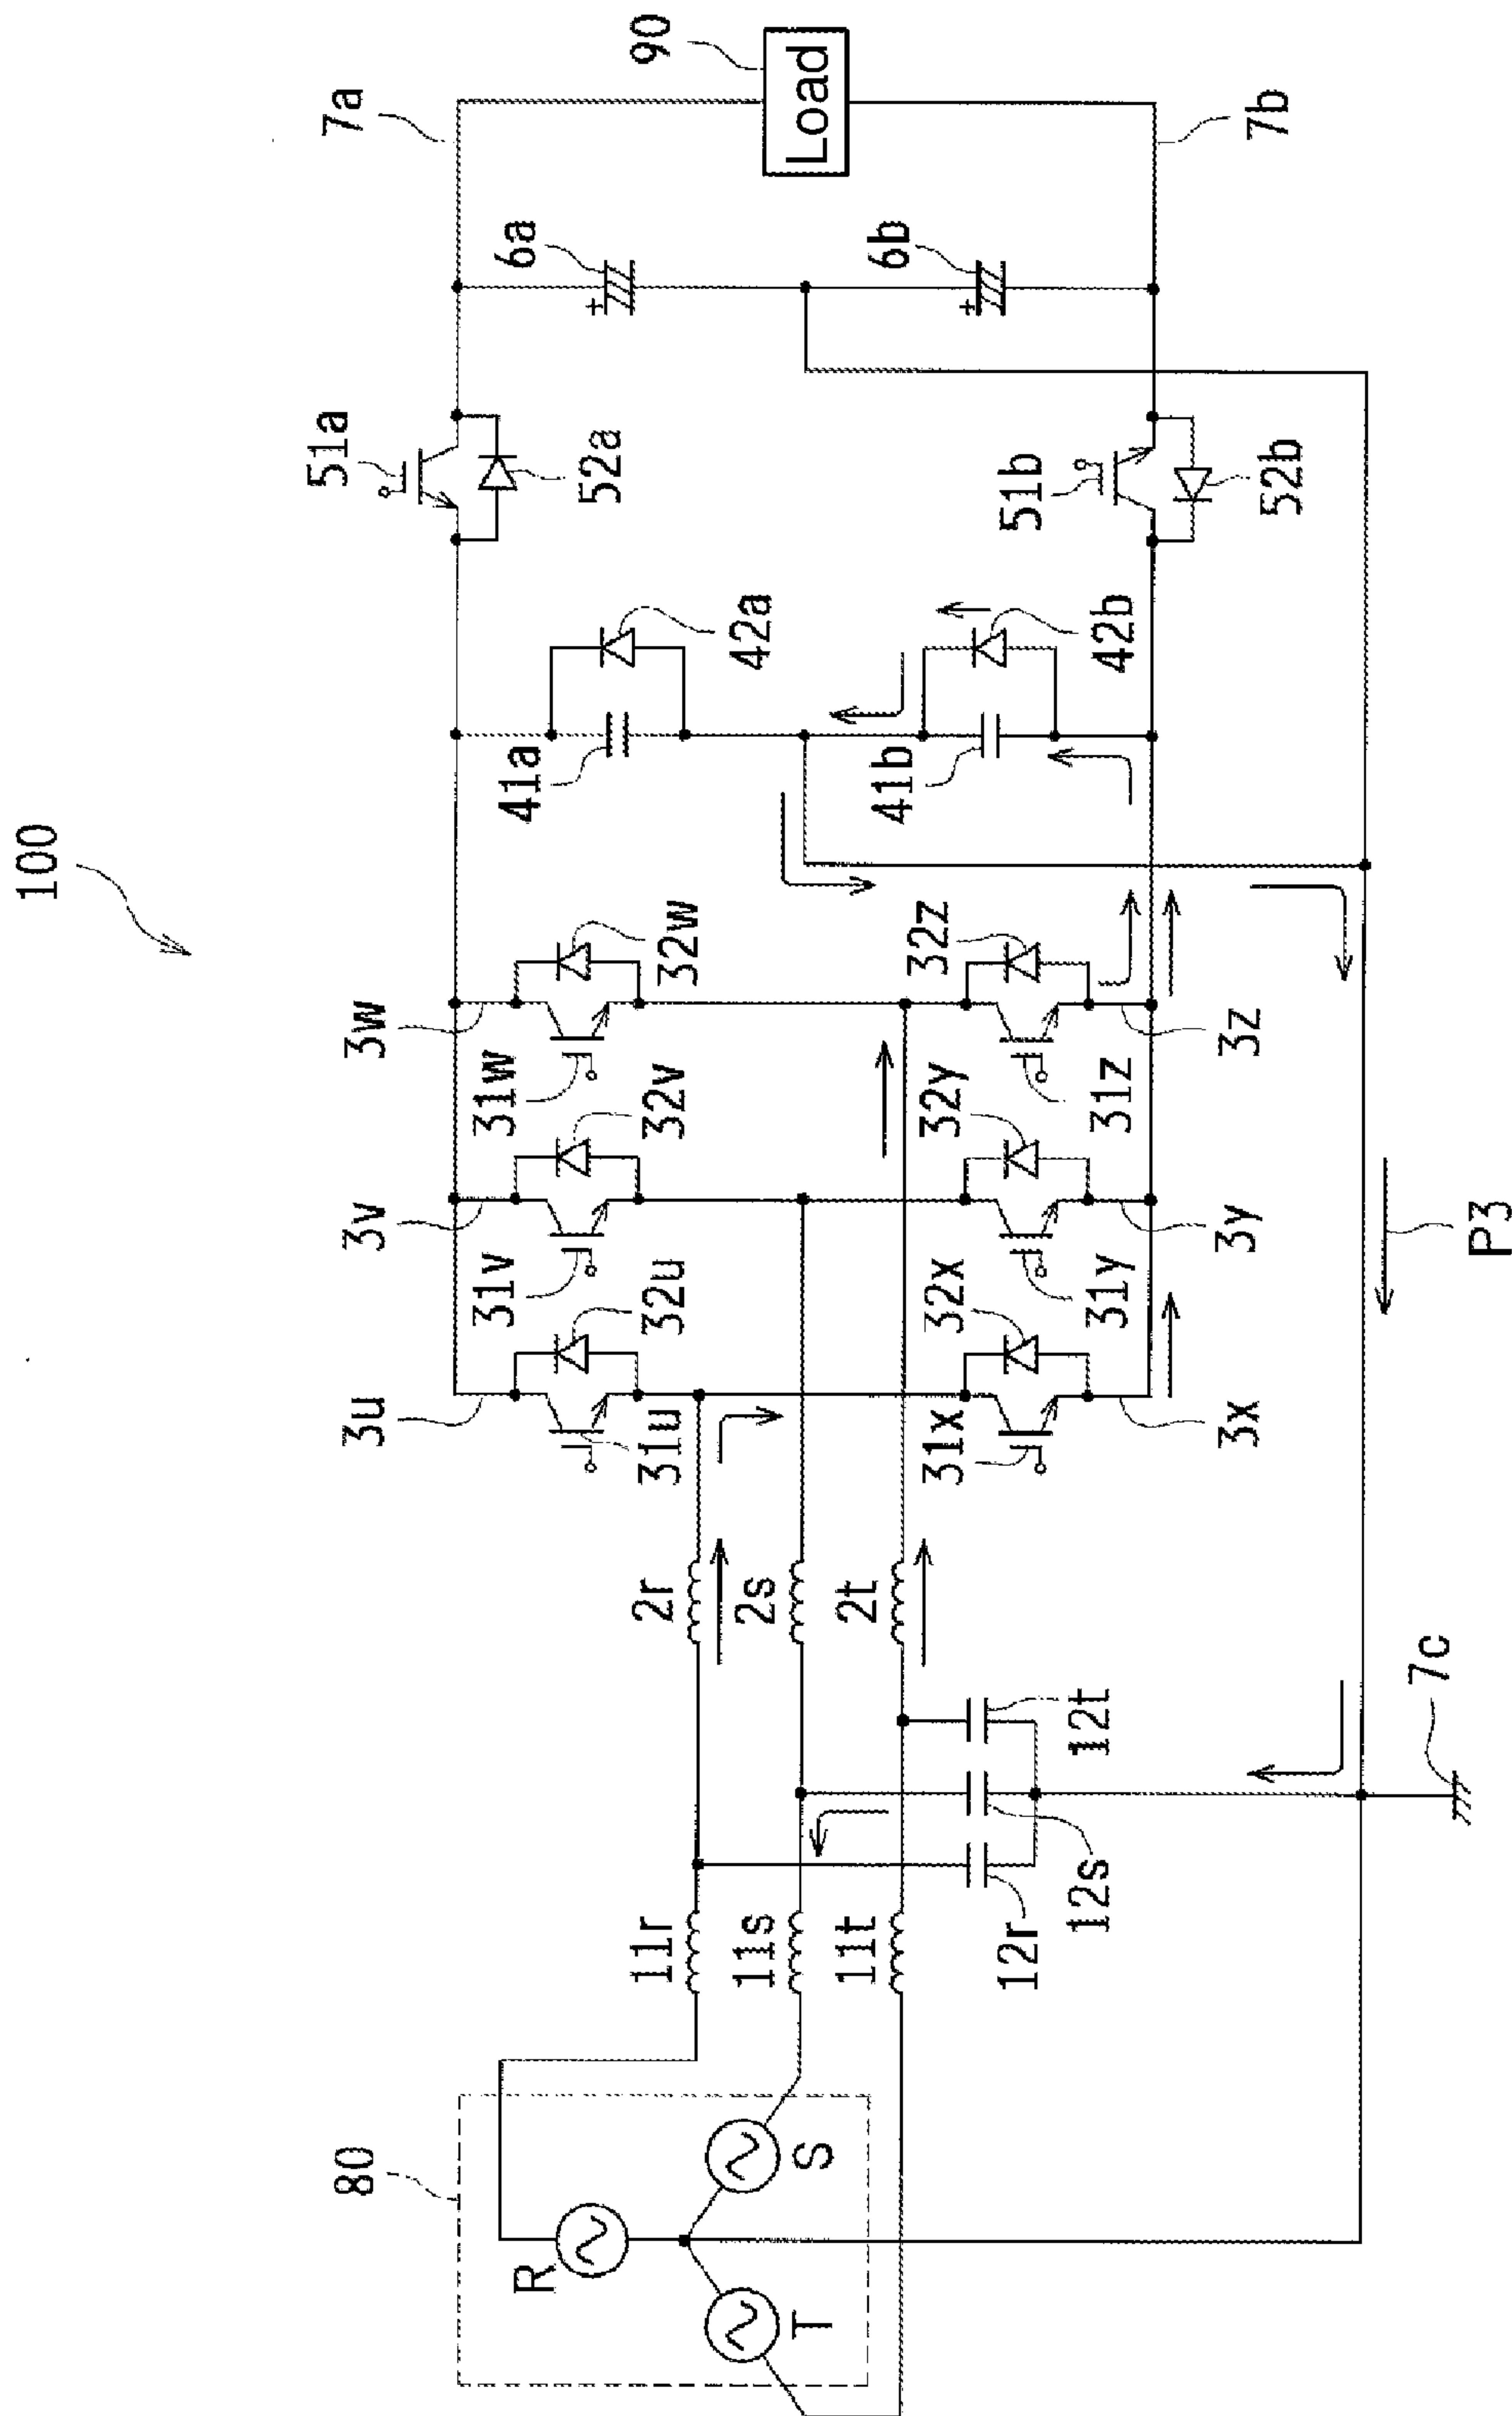 100
80
R
S
T
11r
11s
11t
12r
12s
12t
2r
2s
2t
7c
3u
3v
3w
31u
31v
31w
32u
32v
32w
31x
31y
31z
32x
32y
32z
3x
3y
3z
P3
41a
42a
41b
42b
51a
52a
51b
52b
6a
6b
7a
7b
90
Load
+
+